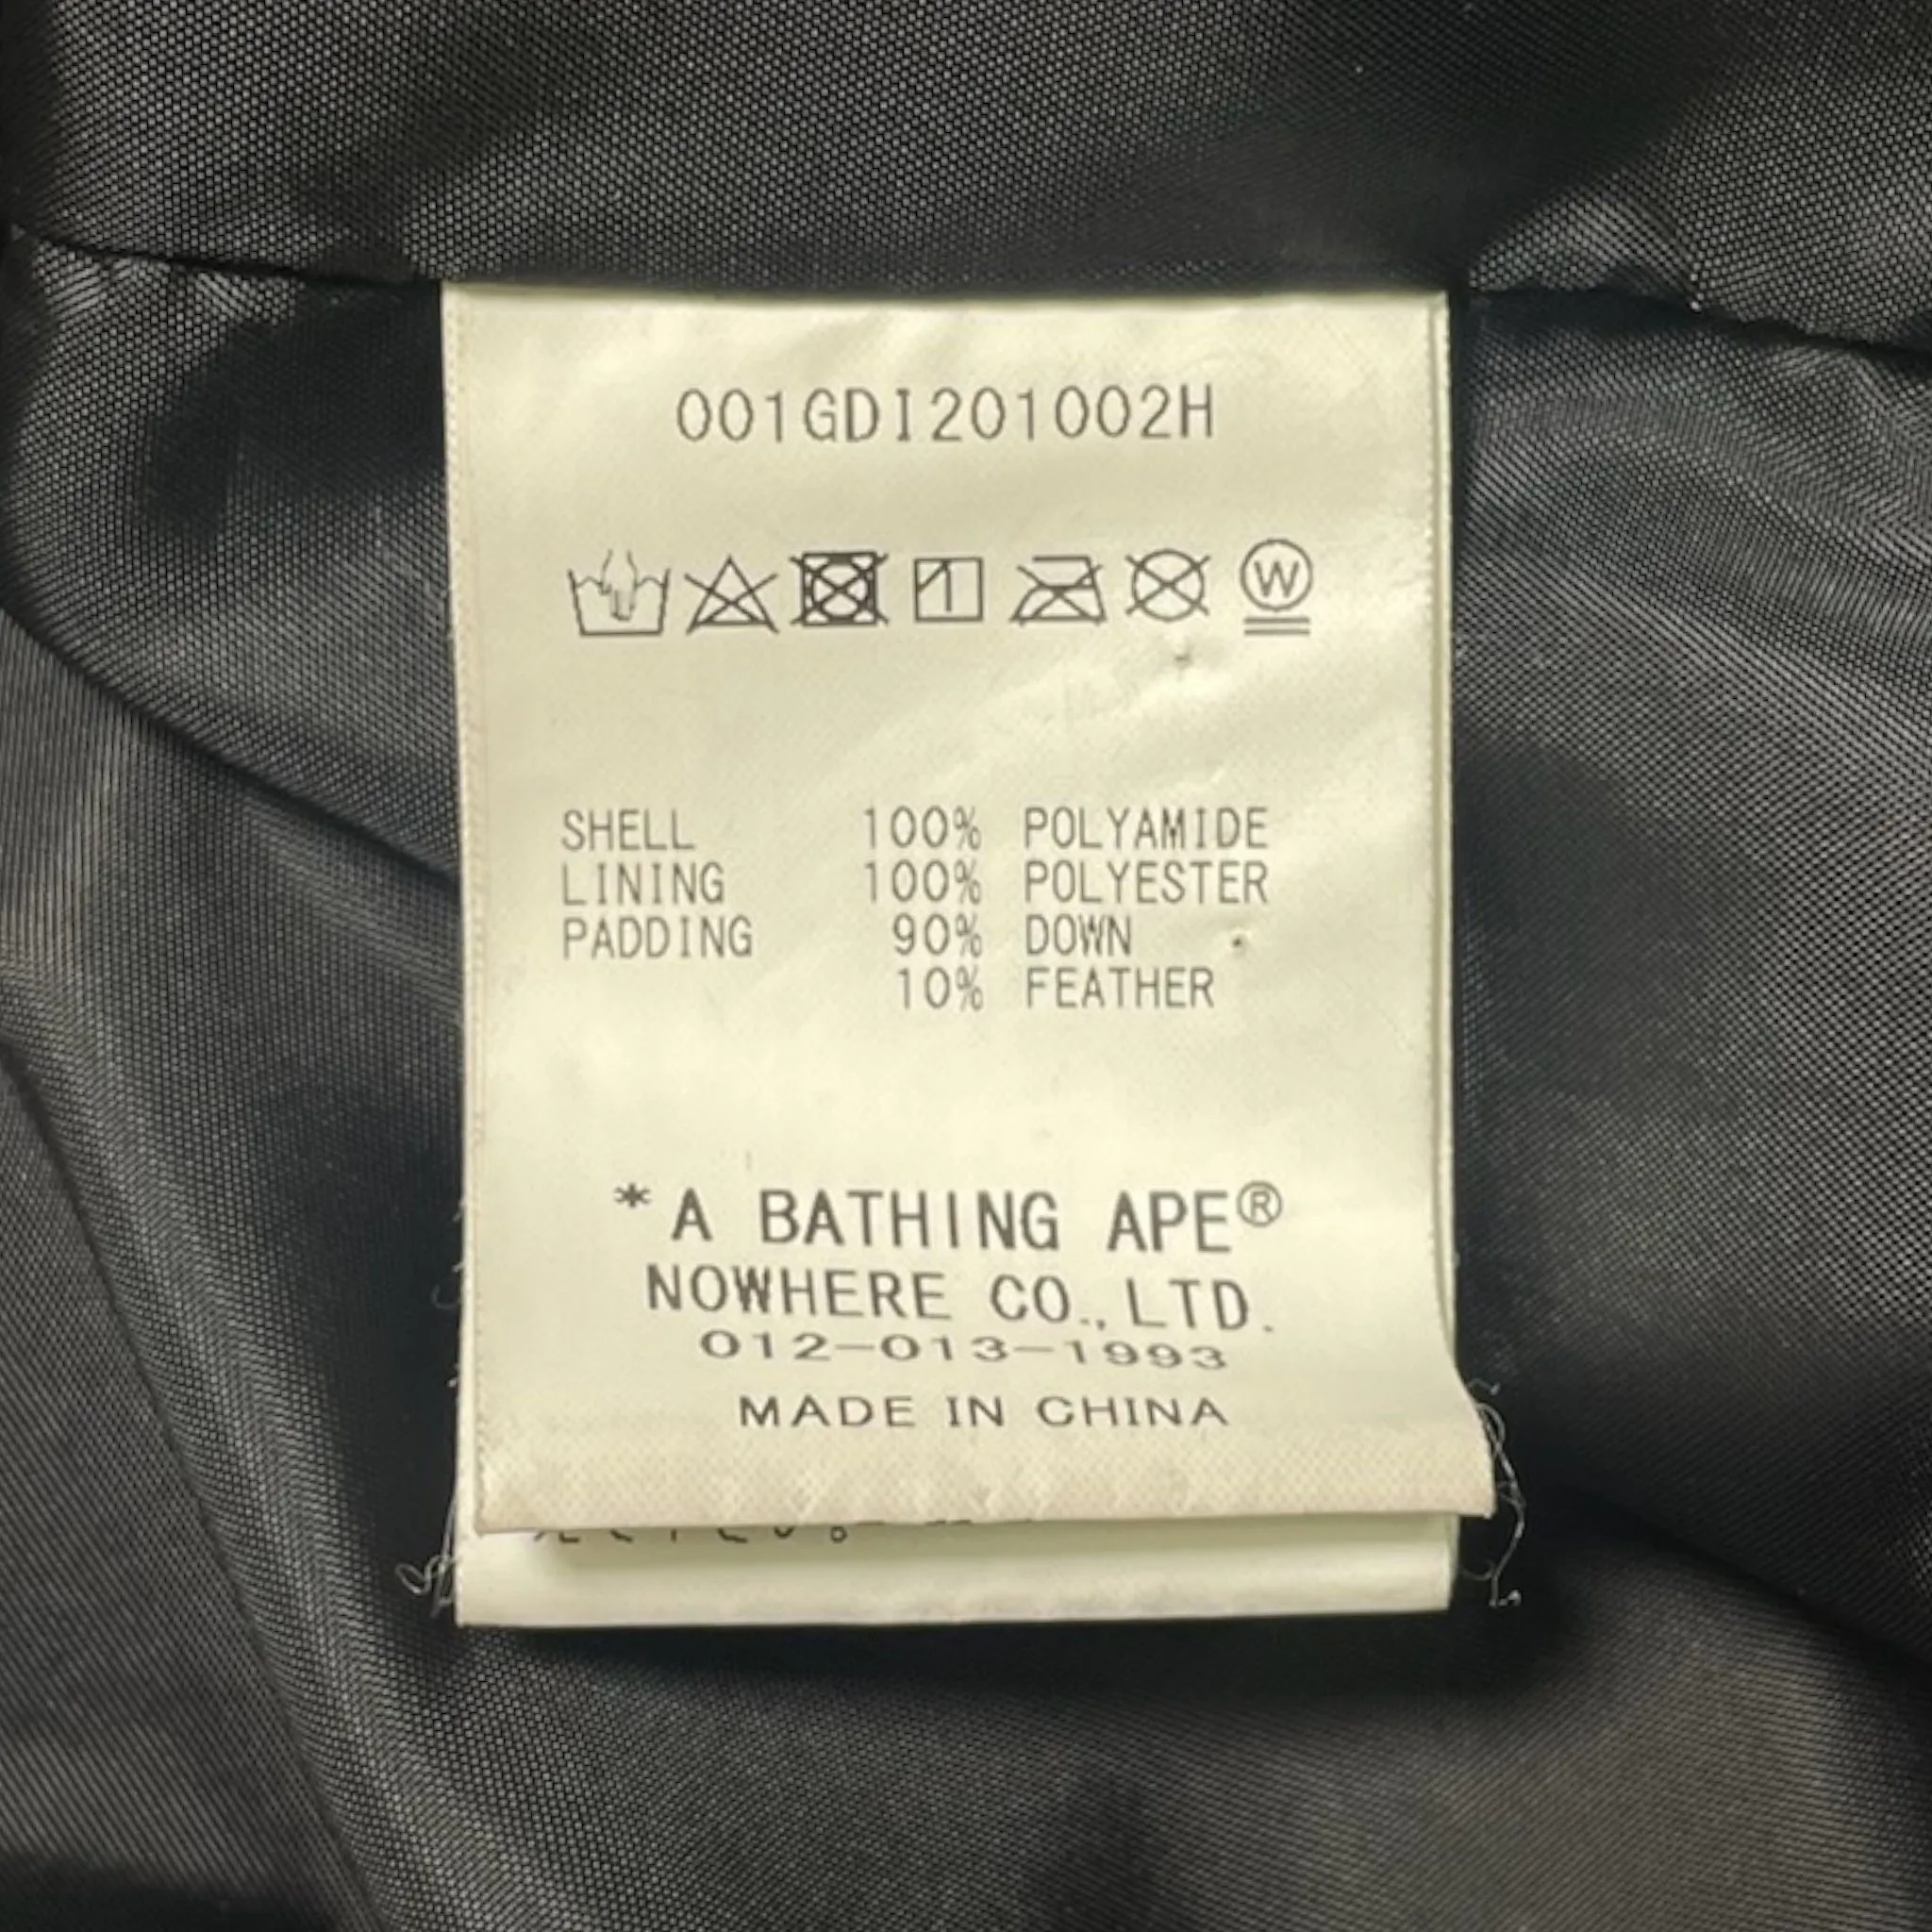 001GDI201002H
W
SHELL 100% POLYAMIDE
LINING 100% POLYESTER
PADDING 90% DOWN
10% FEATHER
*A BATHING APE®
NOWHERE CO., LTD.
012-013-1993
MADE IN CHINA